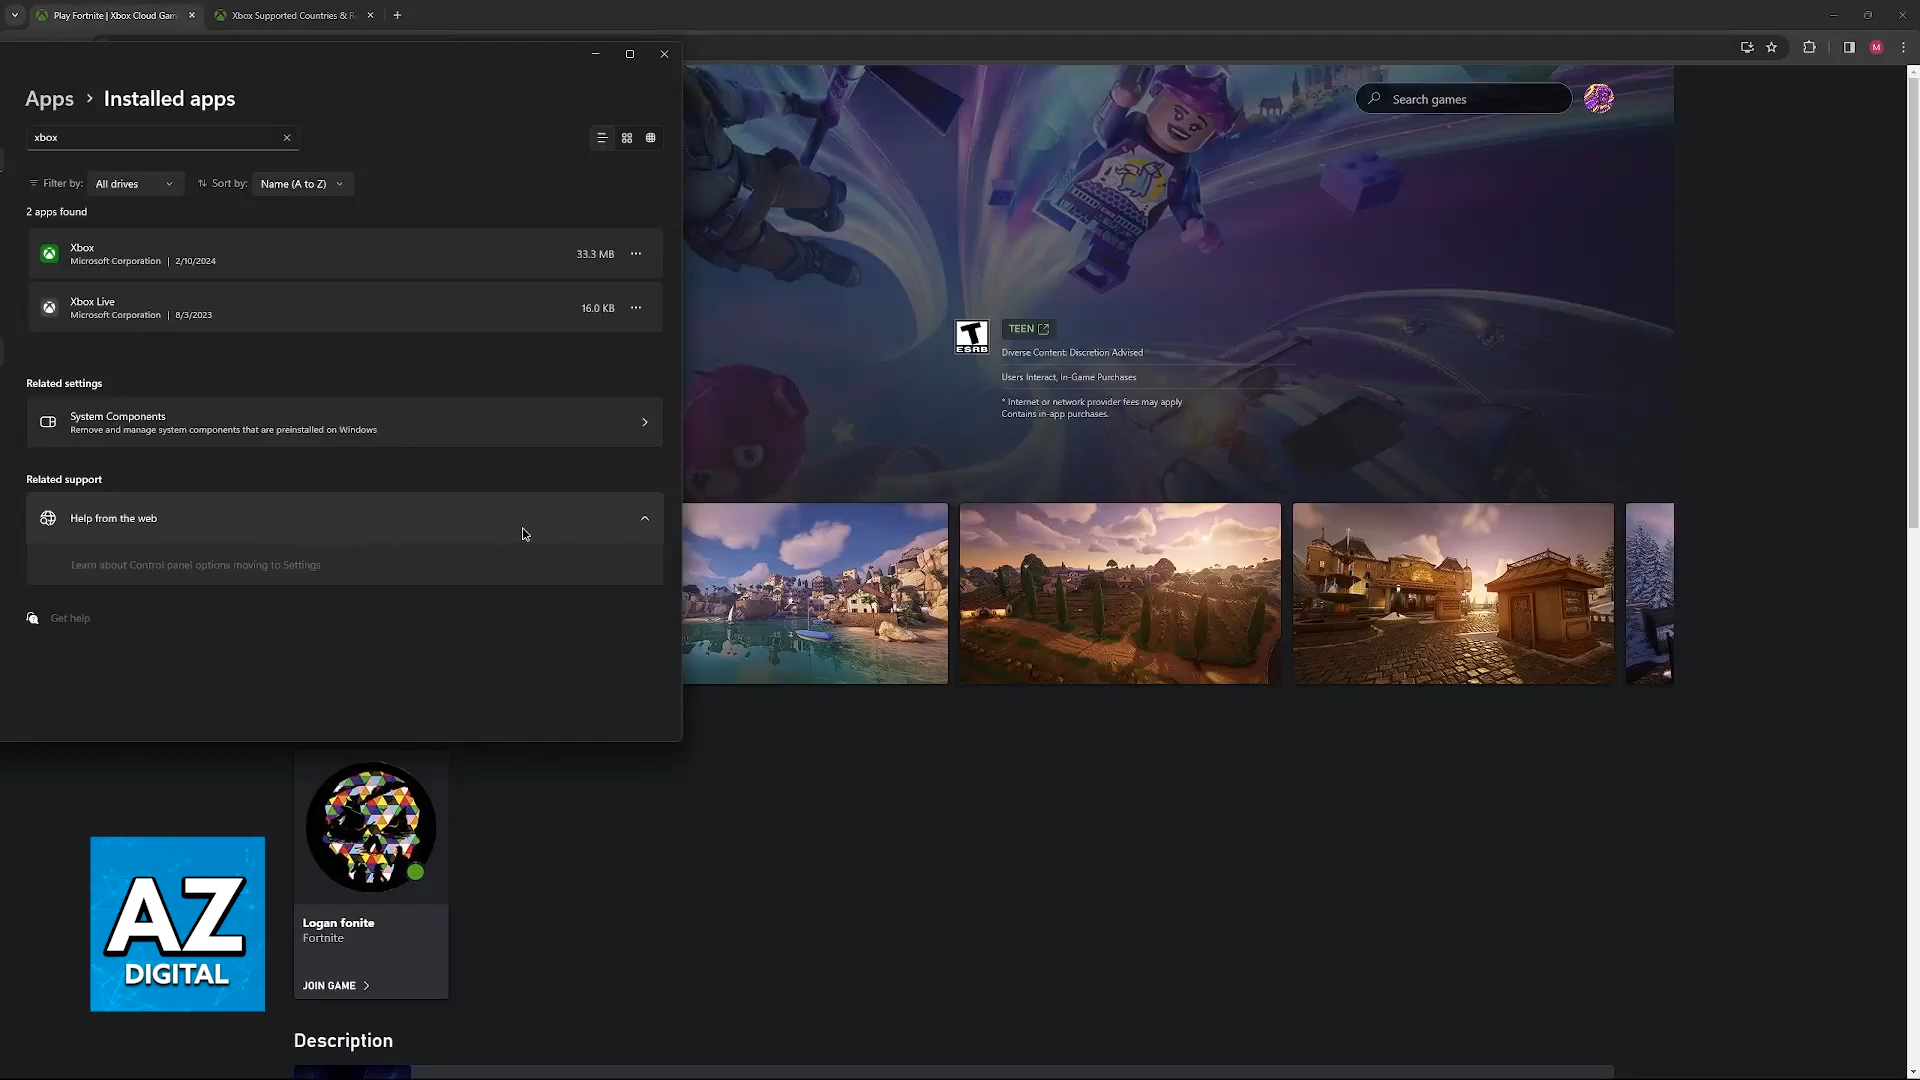 Play Fortnite | Xbox Cloud Gam
Xbox Supported Countries & R
M
Apps > Installed apps
xbox
Filter by: All drives
Sort by: Name (A to Z)
2 apps found
Xbox
Microsoft Corporation | 2/10/2024
33.3 MB
Xbox Live
Microsoft Corporation | 8/3/2023
16.0 KB
Related settings
System Components
Remove and manage system components that are preinstalled on Windows
Related support
Help from the web
Learn about Control panel options moving to Settings
Get help
Search games
T
ESRB
TEEN
Diverse Content: Discretion Advised
Users Interact, In-Game Purchases
* Internet or network provider fees may apply
Contains in-app purchases.
Logan fonite
Fortnite
JOIN GAME >
AZ
DIGITAL
Description